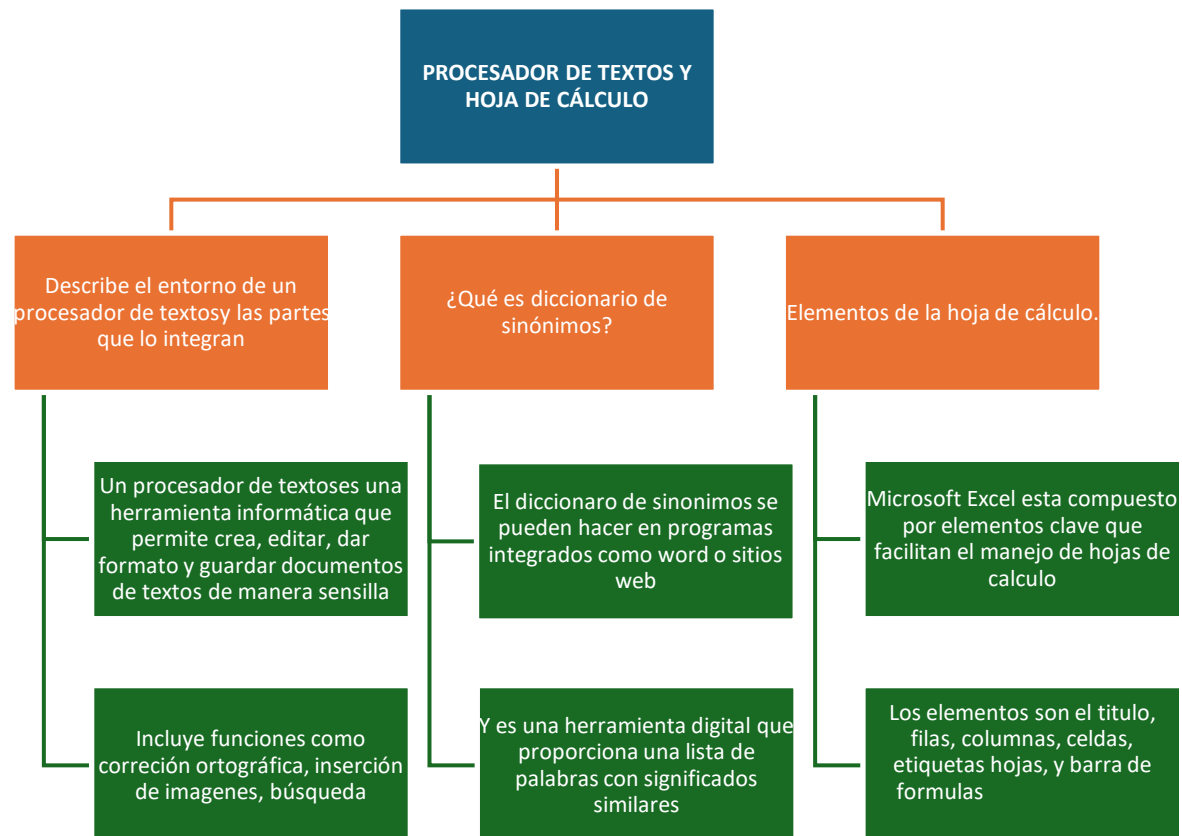 PROCESADOR DE TEXTOS Y
HOJA DE CÁLCULO
Describe el entorno de un
procesador de textosy las partes
que lo integran
¿Qué es diccionario de
sinónimos?
Elementos de la hoja de cálculo.
Un procesador de textoses una
herramienta informática que
permite crea, editar, dar
formato y guardar documentos
de textos de manera sensilla
El diccionaro de sinonimos se
pueden hacer en programas
integrados como word o sitios
web
Microsoft Excel esta compuesto
por elementos clave que
facilitan el manejo de hojas de
calculo
Incluye funciones como
correción ortográfica, inserción
de imagenes, búsqueda
Y es una herramienta digital que
proporciona una lista de
palabras con significados
similares
Los elementos son el titulo,
filas, columnas, celdas,
etiquetas hojas, y barra de
formulas